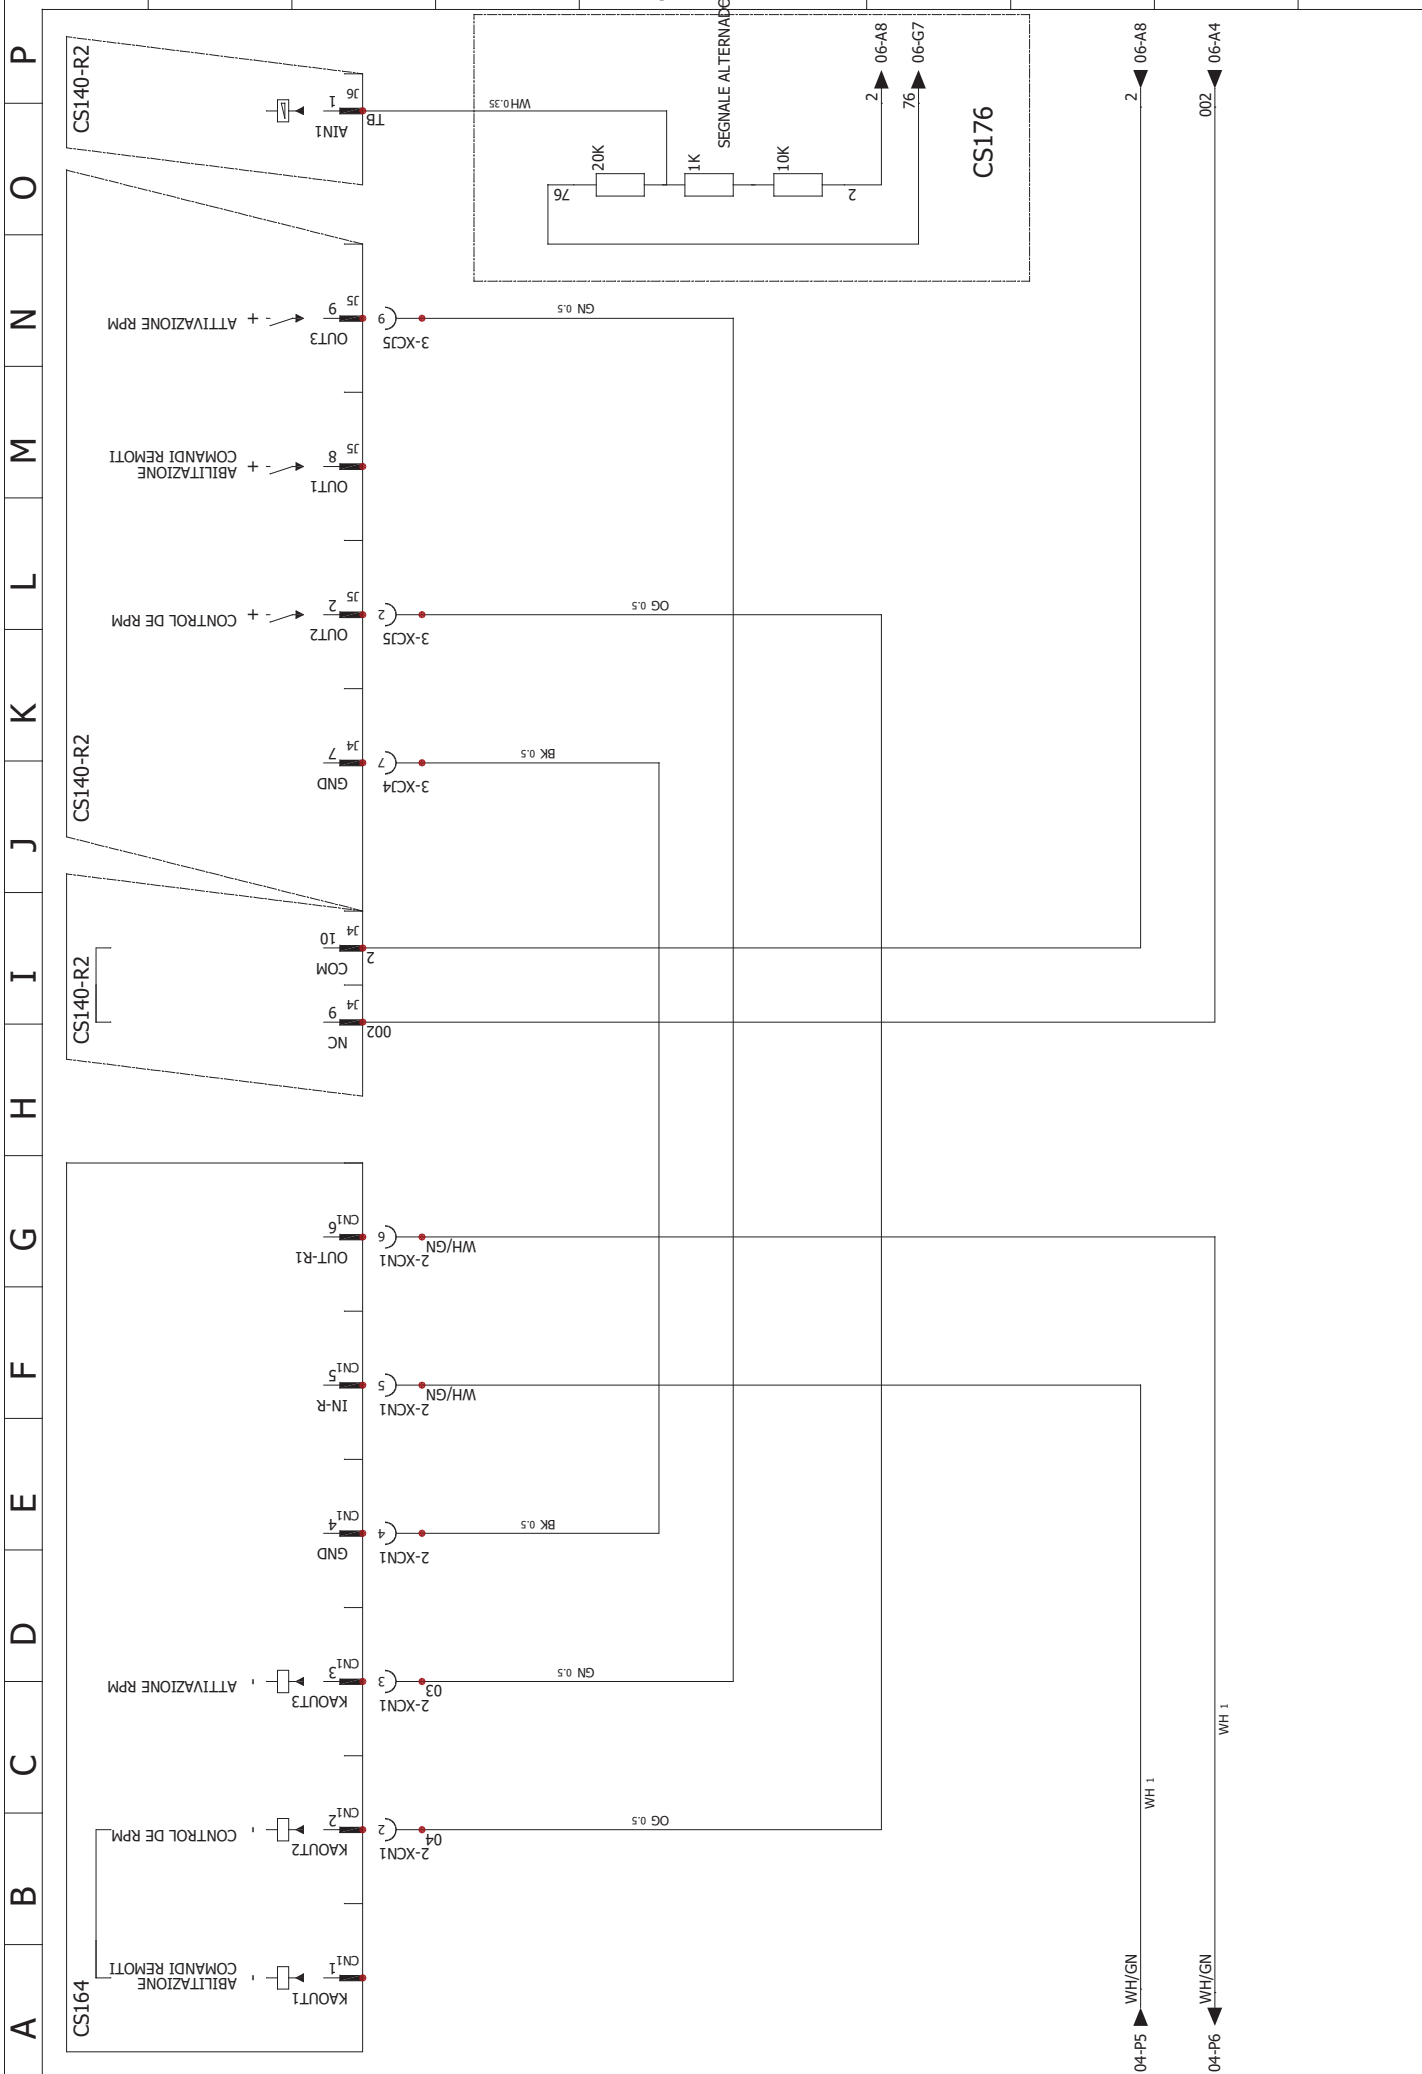 P
O
N
M
L
K
J
I
H
G
F
E
D
C
B
A
CS140-R2
AIN1
1
J6
TB
WH 0.35
SEGNALE ALTERNADO
20K
1K
10K
76
2
2
06-A8
76
06-G7
CS176
2
06-A8
002
06-A4
CS140-R2
ATTIVAZIONE RPM
+
-
9
J5
OUT3
9
3-XCJ5
GN 0.5
ABILITAZIONE
COMANDI REMOTI
+
-
8
J5
OUT1
CONTROL DE RPM
+
-
2
J5
OUT2
2
3-XCJ5
OG 0.5
7
J4
GND
7
3-XCJ4
BK 0.5
CS140-R2
10
J4
COM
2
9
J4
NC
002
CS164
6
CN1
OUT-R1
6
2-XCN1
WH/GN
5
CN1
IN-R
5
2-XCN1
WH/GN
4
CN1
GND
4
2-XCN1
BK 0.5
ATTIVAZIONE RPM
-
3
CN1
KAOUT3
3
2-XCN1
03
GN 0.5
CONTROL DE RPM
-
2
CN1
KAOUT2
2
2-XCN1
04
OG 0.5
ABILITAZIONE
COMANDI REMOTI
-
1
CN1
KAOUT1
WH 1
WH 1
WH/GN
04-P5
WH/GN
04-P6